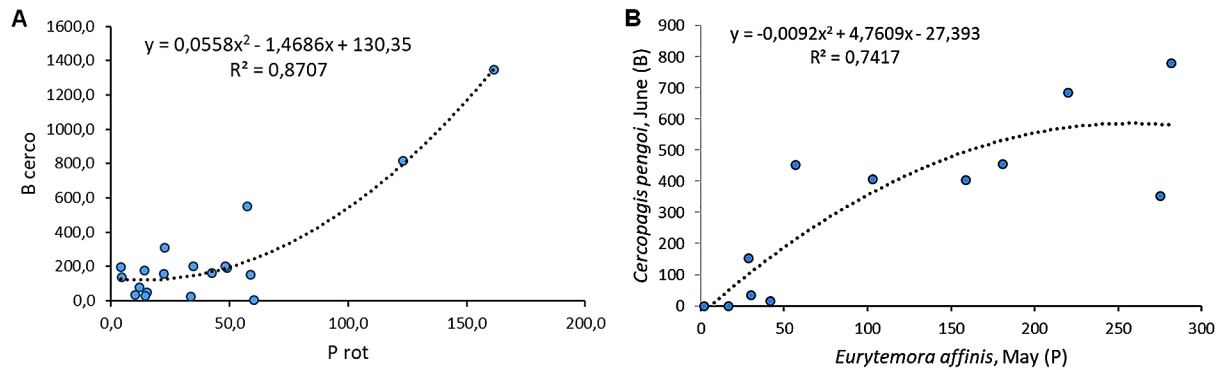 A
y = 0,0558x² - 1,4686x + 130,35
R² = 0,8707
1600,0
1400,0
1200,0
1000,0
800,0
600,0
400,0
200,0
0,0
B cerco
0,0 50,0 100,0 150,0 200,0
P rot
B
y = -0,0092x² + 4,7609x - 27,393
R² = 0,7417
900
800
700
600
500
400
300
200
100
0
Cercopagis pengoi, June (B)
0 50 100 150 200 250 300
Eurytemora affinis, May (P)